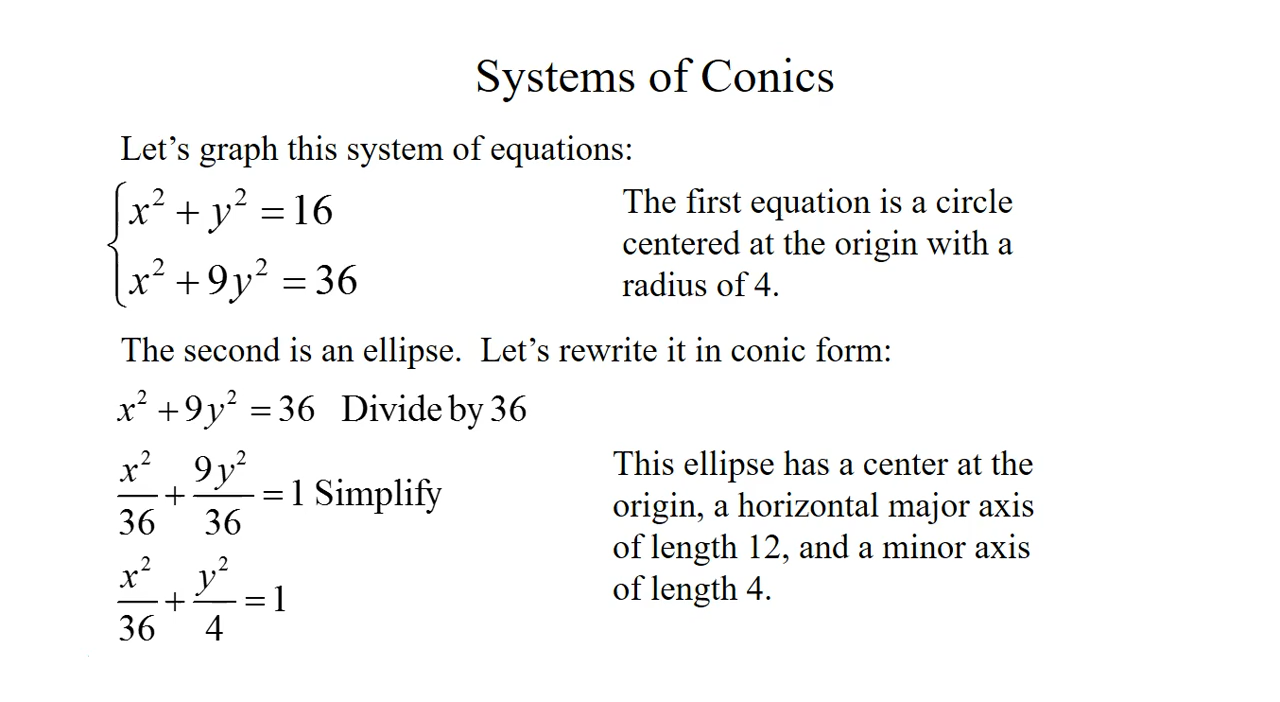 Systems of Conics
Let’s graph this system of equations:
x² + y² = 16
x² + 9y² = 36
The first equation is a circle
centered at the origin with a
radius of 4.
The second is an ellipse.  Let’s rewrite it in conic form:
x² + 9y² = 36 Divide by 36
x²/36 + 9y²/36 = 1 Simplify
x²/36 + y²/4 = 1
This ellipse has a center at the
origin, a horizontal major axis
of length 12, and a minor axis
of length 4.